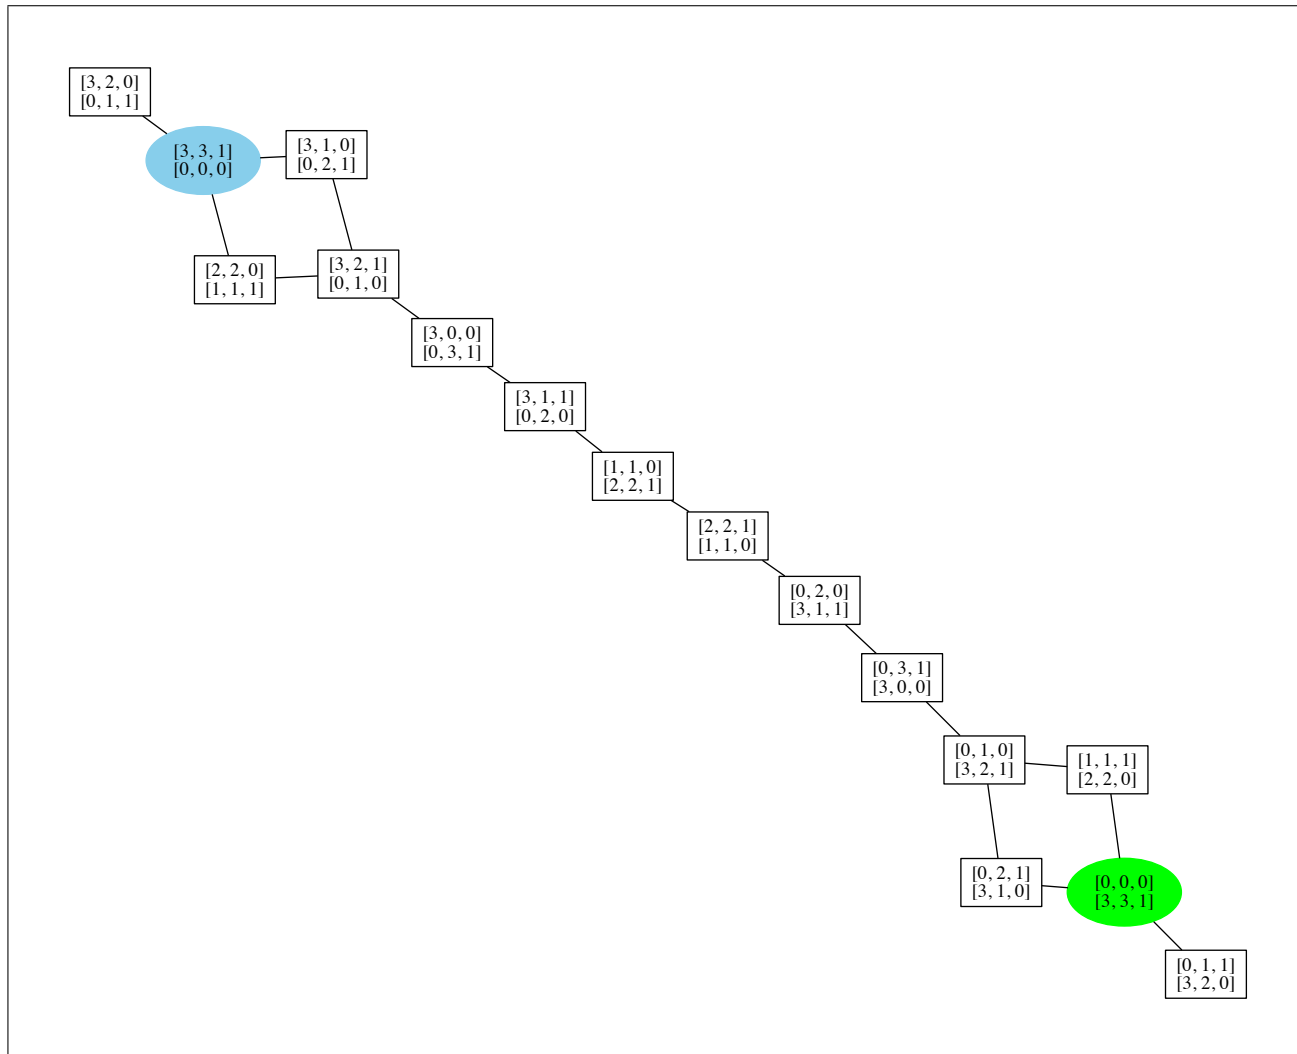 [3, 2, 0]
[0, 1, 1]
[3, 3, 1]
[0, 0, 0]
[3, 1, 0]
[0, 2, 1]
[2, 2, 0]
[1, 1, 1]
[3, 2, 1]
[0, 1, 0]
[3, 0, 0]
[0, 3, 1]
[3, 1, 1]
[0, 2, 0]
[1, 1, 0]
[2, 2, 1]
[2, 2, 1]
[1, 1, 0]
[0, 2, 0]
[3, 1, 1]
[0, 3, 1]
[3, 0, 0]
[0, 1, 0]
[3, 2, 1]
[1, 1, 1]
[2, 2, 0]
[0, 2, 1]
[3, 1, 0]
[0, 0, 0]
[3, 3, 1]
[0, 1, 1]
[3, 2, 0]